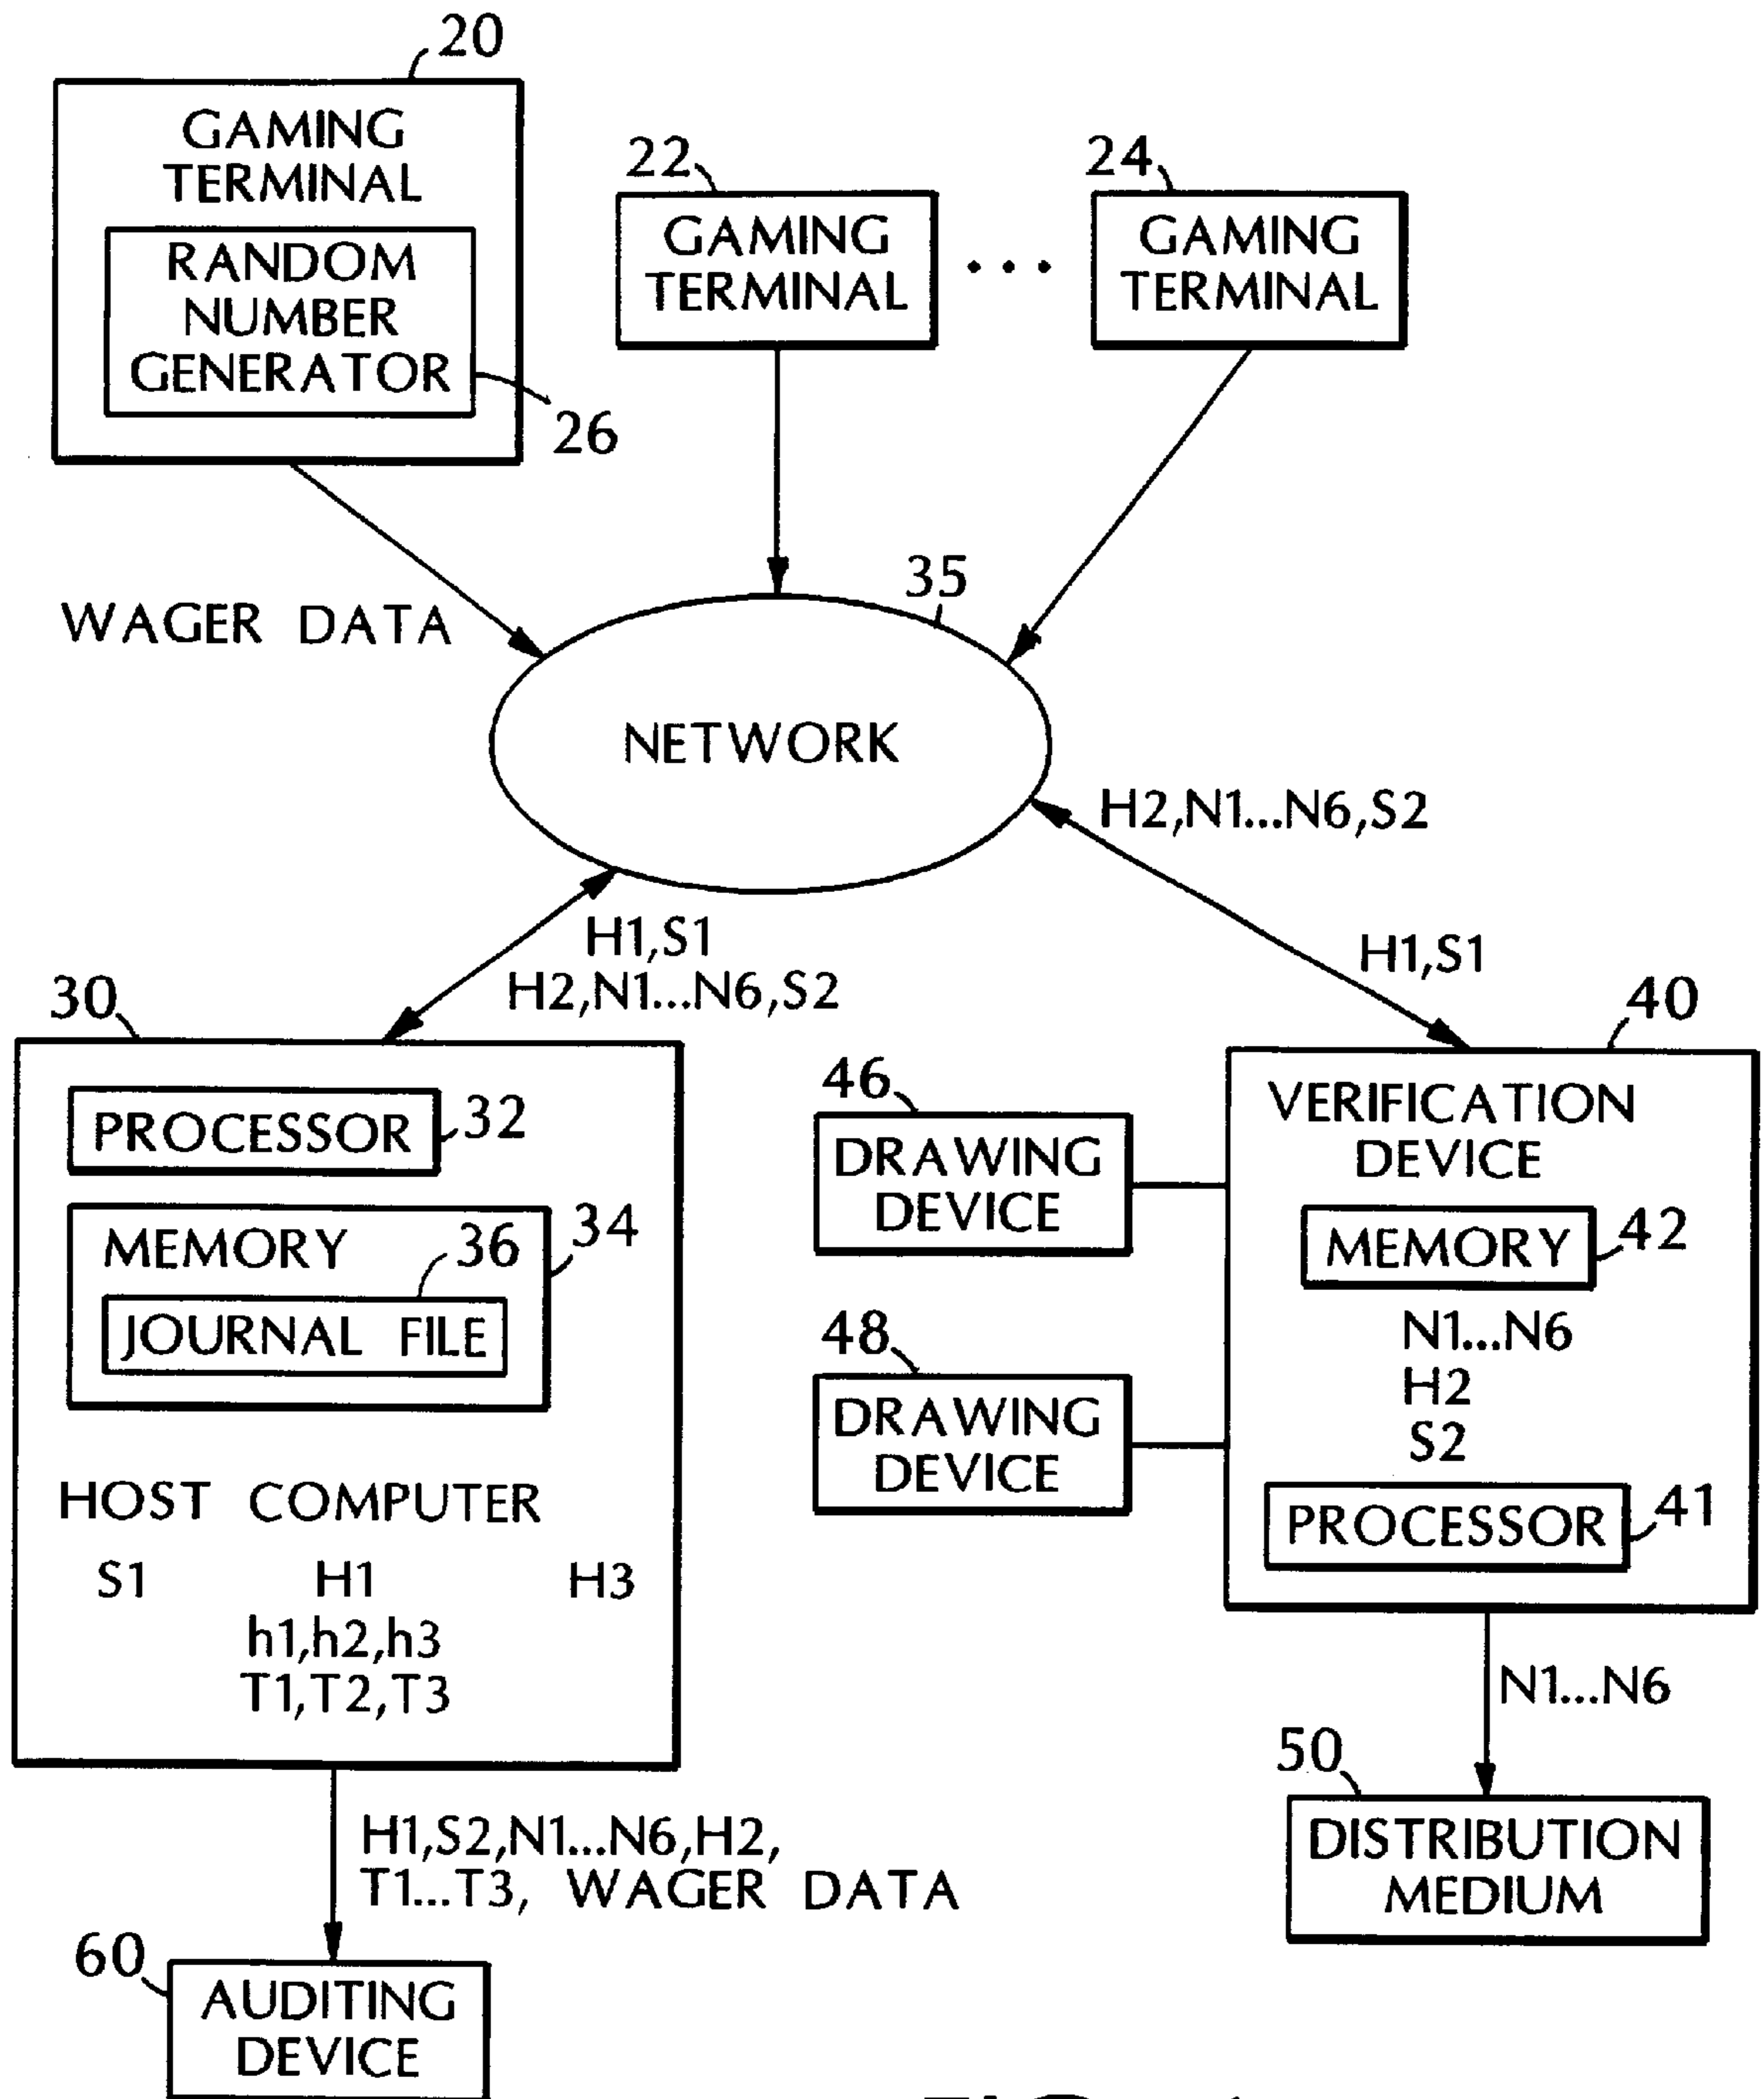 20
GAMING
TERMINAL
RANDOM
NUMBER
GENERATOR
26
22
GAMING
TERMINAL
24
GAMING
TERMINAL
WAGER DATA
35
NETWORK
H2,N1...N6,S2
H1,S1
H1,S1
H2,N1...N6,S2
30
PROCESSOR
32
MEMORY
36
34
JOURNAL FILE
HOST COMPUTER
S1 H1 H3
h1,h2,h3
T1,T2,T3
46
DRAWING
DEVICE
48
DRAWING
DEVICE
40
VERIFICATION
DEVICE
MEMORY
42
N1...N6
H2
S2
PROCESSOR
41
N1...N6
50
DISTRIBUTION
MEDIUM
H1,S2,N1...N6,H2,
T1...T3, WAGER DATA
60
AUDITING
DEVICE